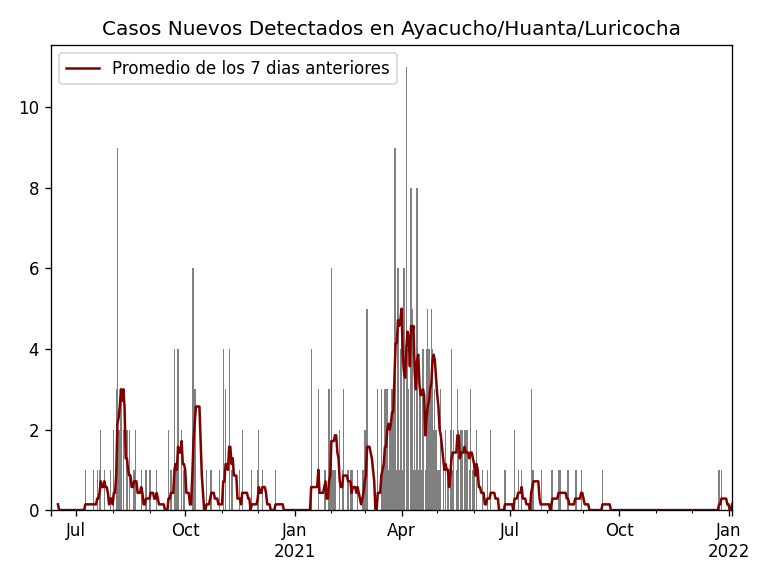 Casos Nuevos Detectados en Ayacucho/Huanta/Luricocha
Promedio de los 7 dias anteriores
10
8
6
4
2
0
Jul
Oct
Jan
2021
Apr
Jul
Oct
Jan
2022